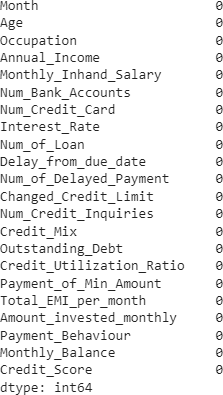 Month 0
Age 0
Occupation 0
Annual_Income 0
Monthly_Inhand_Salary 0
Num_Bank_Accounts 0
Num_Credit_Card 0
Interest_Rate 0
Num_of_Loan 0
Delay_from_due_date 0
Num_of_Delayed_Payment 0
Changed_Credit_Limit 0
Num_Credit_Inquiries 0
Credit_Mix 0
Outstanding_Debt 0
Credit_Utilization_Ratio 0
Payment_of_Min_Amount 0
Total_EMI_per_month 0
Amount_invested_monthly 0
Payment_Behaviour 0
Monthly_Balance 0
Credit_Score 0
dtype: int64